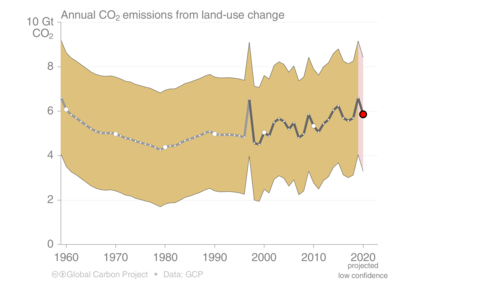 Annual CO₂ emissions from land-use change
10 Gt
CO₂
8
6
4
2
0
1960 1970 1980 1990 2000 2010 2020
projected
low confidence
Global Carbon Project • Data: GCP